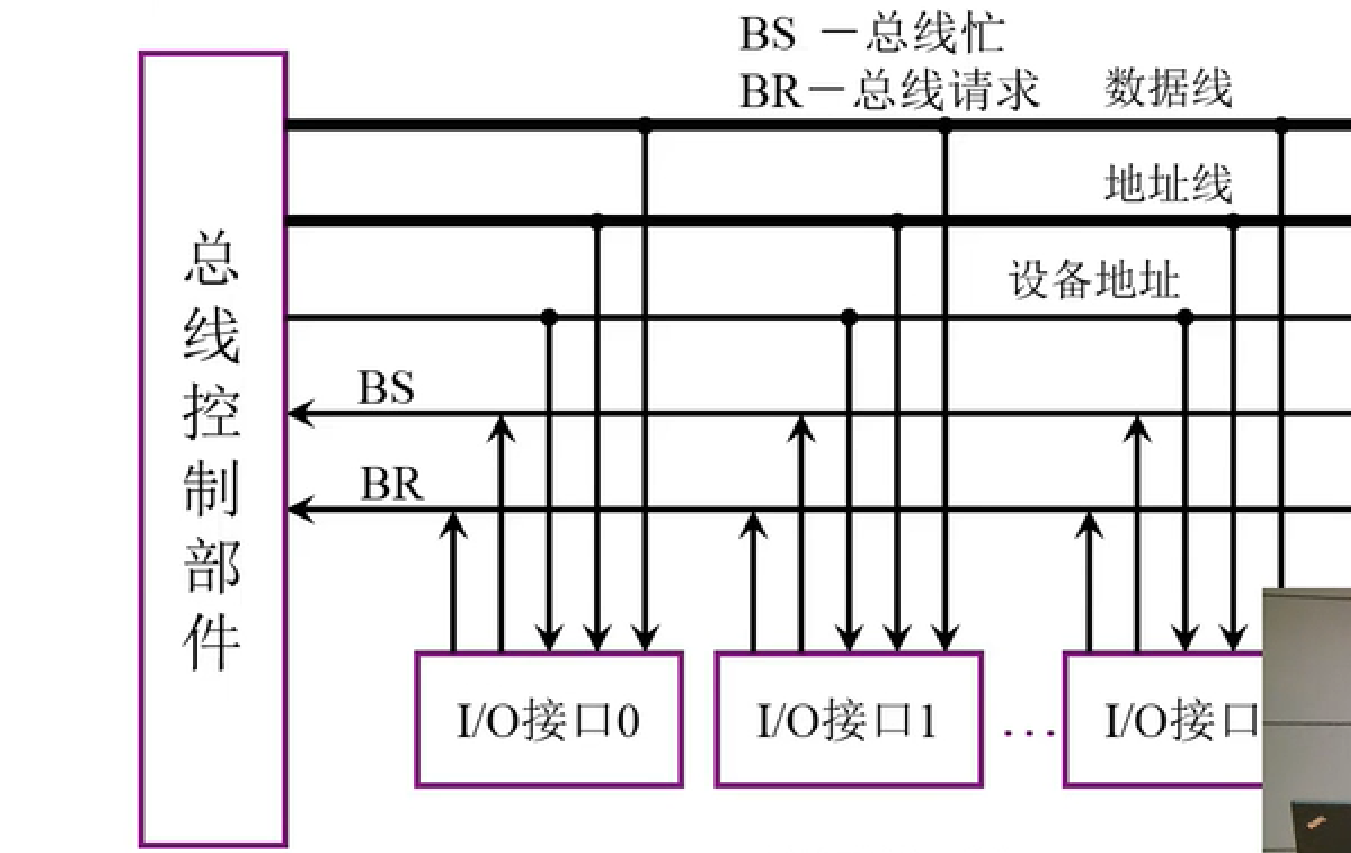 BS －总线忙
BR－总线请求
数据线
地址线
设备地址
BS
BR
总线控制部件
I/O接口0
I/O接口1
…
I/O接口